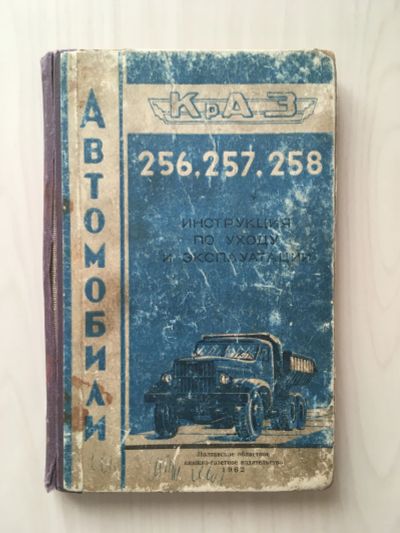 АВТОМОБИЛИ
КрАЗ
256, 257, 258
ИНСТРУКЦИЯ
ПО УХОДУ
И ЭКСПЛУАТАЦИИ
Полтавское областное
книжно-газетное издательство
1962